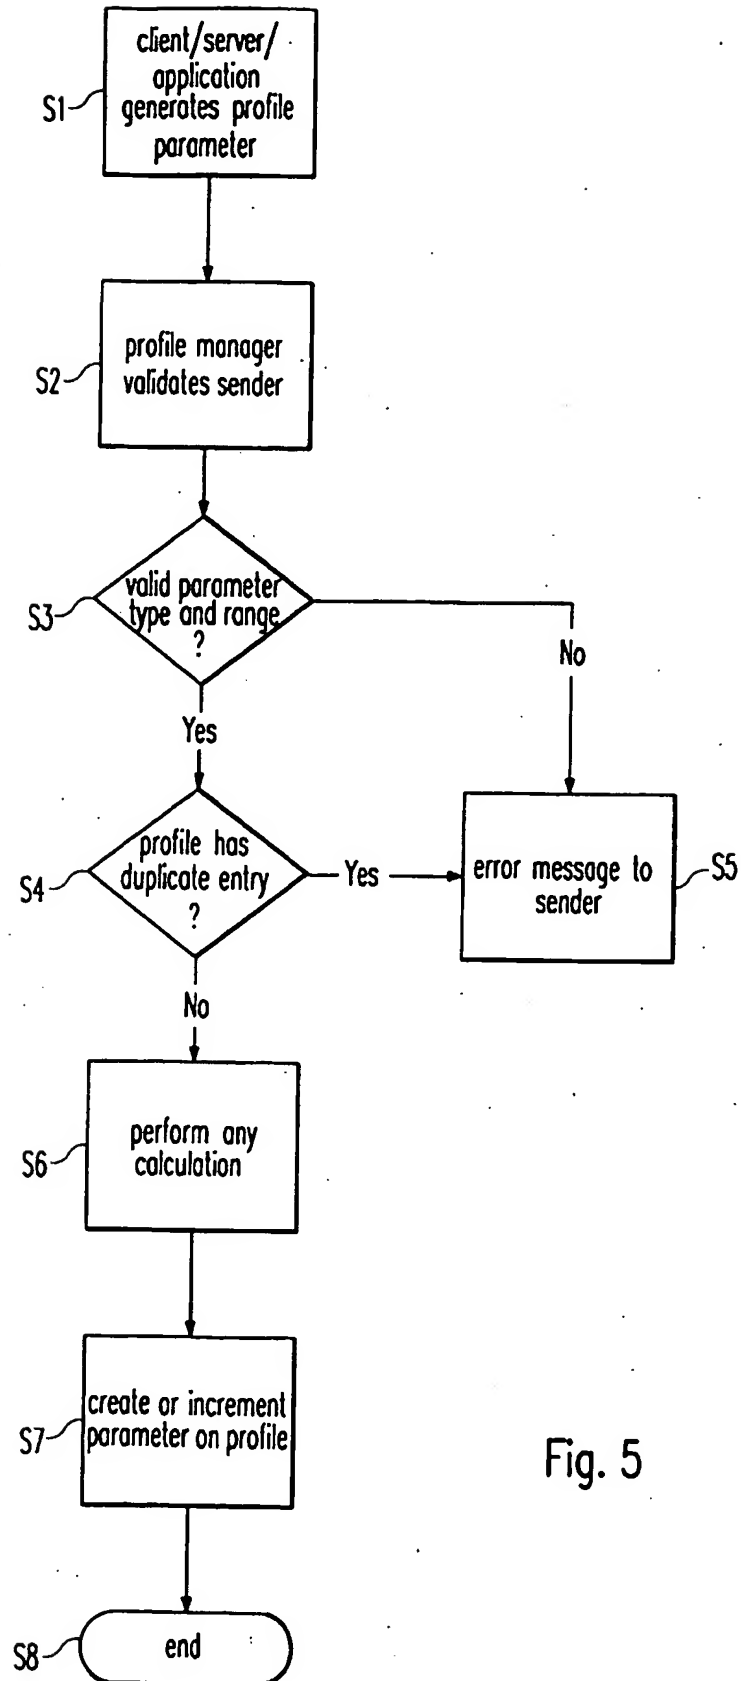 client/server/
application
generates profile
parameter
S1
profile manager
validates sender
S2
valid parameter
type and range
?
S3
No
Yes
profile has
duplicate entry
?
S4
Yes
error message to
sender
S5
No
perform any
calculation
S6
create or increment
parameter on profile
S7
Fig. 5
end
S8